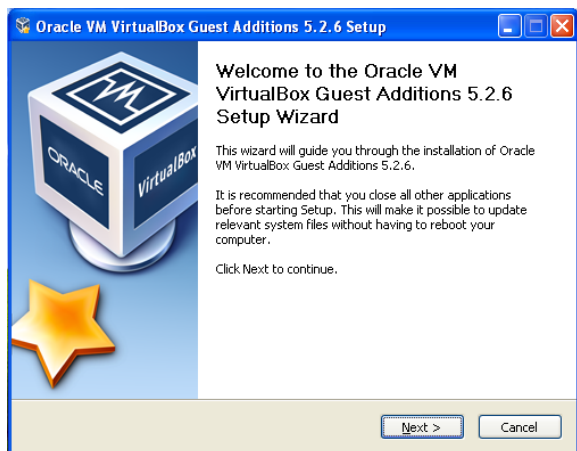 Oracle VM VirtualBox Guest Additions 5.2.6 Setup
Welcome to the Oracle VM
VirtualBox Guest Additions 5.2.6
Setup Wizard
This wizard will guide you through the installation of Oracle
VM VirtualBox Guest Additions 5.2.6.
It is recommended that you close all other applications
before starting Setup. This will make it possible to update
relevant system files without having to reboot your
computer.
Click Next to continue.
ORACLE
VirtualBox
Next >
Cancel